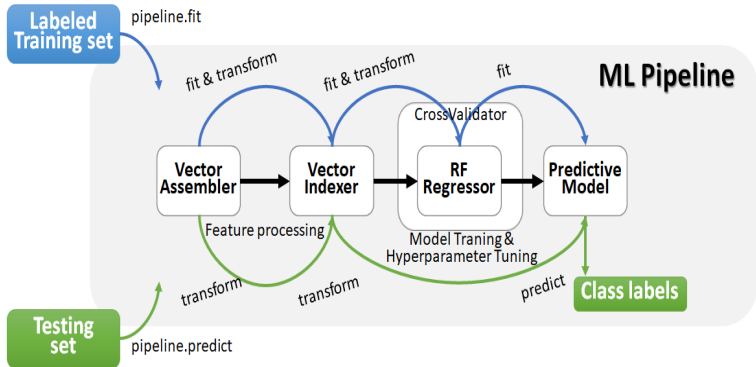 Labeled
Training set
pipeline.fit
fit & transform
fit & transform
fit
ML Pipeline
CrossValidator
Vector
Assembler
Vector
Indexer
RF
Regressor
Predictive
Model
Feature processing
Model Traning &
Hyperparameter Tuning
transform
transform
predict
Class labels
Testing
set
pipeline.predict